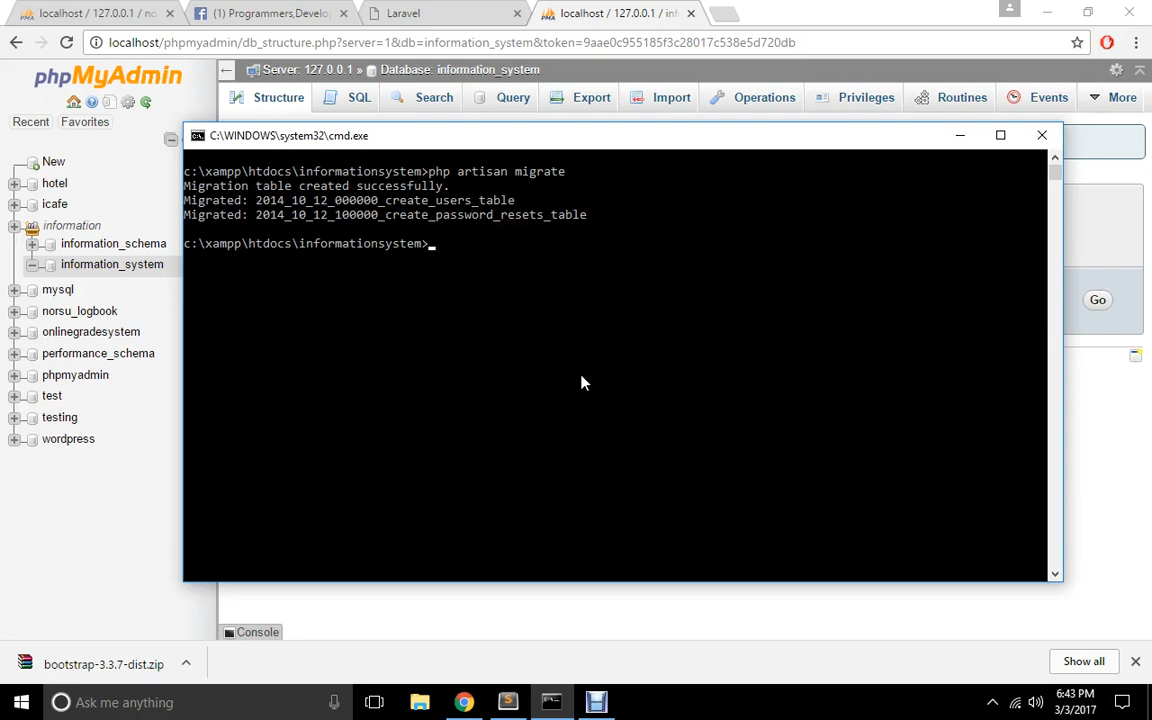 localhost / 127.0.0.1 / no
(1) Programmers,Develo
Laravel
localhost / 127.0.0.1 / inf
localhost/phpmyadmin/db_structure.php?server=1&db=information_system&token=9aae0c955185f3c28017c538e5d720db
phpMyAdmin
Server: 127.0.0.1 » Database: information_system
Structure SQL Search Query Export Import Operations Privileges Routines Events More
Recent Favorites
New
hotel
icafe
information
information_schema
information_system
mysql
norsu_logbook
onlinegradesystem
performance_schema
phpmyadmin
test
testing
wordpress
C:\WINDOWS\system32\cmd.exe
c:\xampp\htdocs\informationsystem>php artisan migrate
Migration table created successfully.
Migrated: 2014_10_12_000000_create_users_table
Migrated: 2014_10_12_100000_create_password_resets_table
c:\xampp\htdocs\informationsystem>
Go
Console
bootstrap-3.3.7-dist.zip
Show all
Ask me anything
6:43 PM
3/3/2017